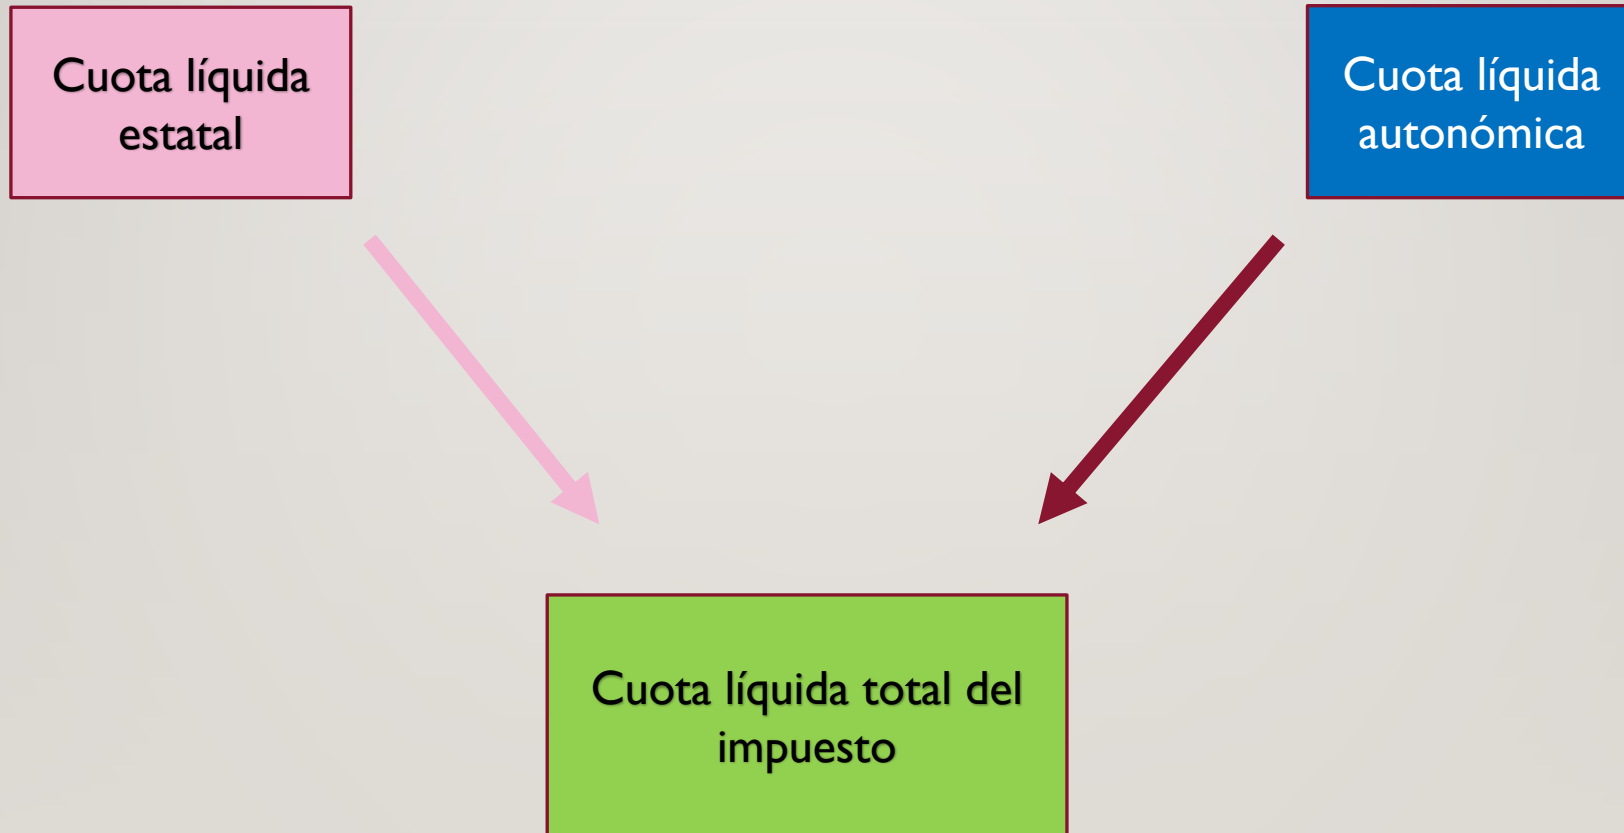 Cuota líquida
estatal
Cuota líquida
autonómica
Cuota líquida total del
impuesto